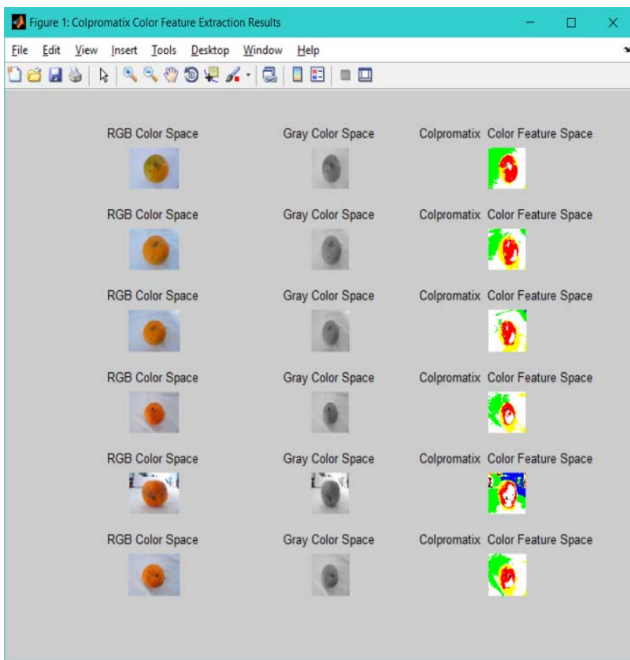 Figure 1: Colpromatix Color Feature Extraction Results
File Edit View Insert Tools Desktop Window Help
RGB Color Space Gray Color Space Colpromatix Color Feature Space
RGB Color Space Gray Color Space Colpromatix Color Feature Space
RGB Color Space Gray Color Space Colpromatix Color Feature Space
RGB Color Space Gray Color Space Colpromatix Color Feature Space
RGB Color Space Gray Color Space Colpromatix Color Feature Space
RGB Color Space Gray Color Space Colpromatix Color Feature Space